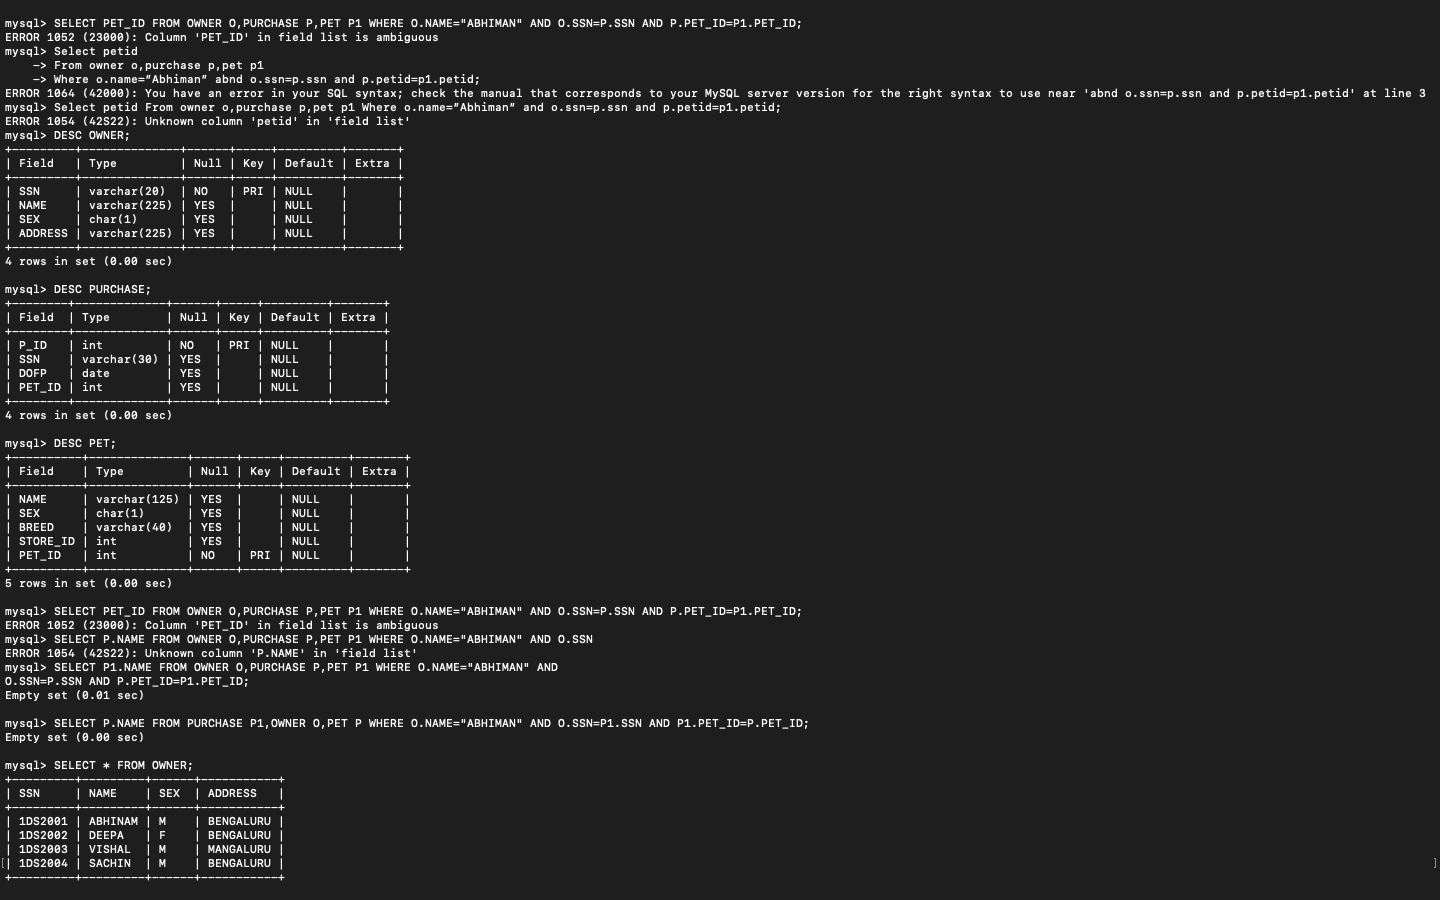 mysql> SELECT PET_ID FROM OWNER O,PURCHASE P,PET P1 WHERE O.NAME="ABHIMAN" AND O.SSN=P.SSN AND P.PET_ID=P1.PET_ID;
ERROR 1052 (23000): Column 'PET_ID' in field list is ambiguous
mysql> Select petid
    -> From owner o,purchase p,pet p1
    -> Where o.name=”Abhiman” abnd o.ssn=p.ssn and p.petid=p1.petid;
ERROR 1064 (42000): You have an error in your SQL syntax; check the manual that corresponds to your MySQL server version for the right syntax to use near 'abnd o.ssn=p.ssn and p.petid=p1.petid' at line 3
mysql> Select petid From owner o,purchase p,pet p1 Where o.name=”Abhiman” and o.ssn=p.ssn and p.petid=p1.petid;
ERROR 1054 (42S22): Unknown column 'petid' in 'field list'
mysql> DESC OWNER;
+---------+--------------+------+-----+---------+-------+
| Field   | Type         | Null | Key | Default | Extra |
+---------+--------------+------+-----+---------+-------+
| SSN     | varchar(20)  | NO   | PRI | NULL    |       |
| NAME    | varchar(225) | YES  |     | NULL    |       |
| SEX     | char(1)      | YES  |     | NULL    |       |
| ADDRESS | varchar(225) | YES  |     | NULL    |       |
+---------+--------------+------+-----+---------+-------+
4 rows in set (0.00 sec)

mysql> DESC PURCHASE;
+--------+-------------+------+-----+---------+-------+
| Field  | Type        | Null | Key | Default | Extra |
+--------+-------------+------+-----+---------+-------+
| P_ID   | int         | NO   | PRI | NULL    |       |
| SSN    | varchar(30) | YES  |     | NULL    |       |
| DOFP   | date        | YES  |     | NULL    |       |
| PET_ID | int         | YES  |     | NULL    |       |
+--------+-------------+------+-----+---------+-------+
4 rows in set (0.00 sec)

mysql> DESC PET;
+----------+--------------+------+-----+---------+-------+
| Field    | Type         | Null | Key | Default | Extra |
+----------+--------------+------+-----+---------+-------+
| NAME     | varchar(125) | YES  |     | NULL    |       |
| SEX      | char(1)      | YES  |     | NULL    |       |
| BREED    | varchar(40)  | YES  |     | NULL    |       |
| STORE_ID | int          | YES  |     | NULL    |       |
| PET_ID   | int          | NO   | PRI | NULL    |       |
+----------+--------------+------+-----+---------+-------+
5 rows in set (0.00 sec)

mysql> SELECT PET_ID FROM OWNER O,PURCHASE P,PET P1 WHERE O.NAME="ABHIMAN" AND O.SSN=P.SSN AND P.PET_ID=P1.PET_ID;
ERROR 1052 (23000): Column 'PET_ID' in field list is ambiguous
mysql> SELECT P.NAME FROM OWNER O,PURCHASE P,PET P1 WHERE O.NAME="ABHIMAN" AND O.SSN
ERROR 1054 (42S22): Unknown column 'P.NAME' in 'field list'
mysql> SELECT P1.NAME FROM OWNER O,PURCHASE P,PET P1 WHERE O.NAME="ABHIMAN" AND
O.SSN=P.SSN AND P.PET_ID=P1.PET_ID;
Empty set (0.01 sec)

mysql> SELECT P.NAME FROM PURCHASE P1,OWNER O,PET P WHERE O.NAME="ABHIMAN" AND O.SSN=P1.SSN AND P1.PET_ID=P.PET_ID;
Empty set (0.00 sec)

mysql> SELECT * FROM OWNER;
+---------+---------+------+-----------+
| SSN     | NAME    | SEX  | ADDRESS   |
+---------+---------+------+-----------+
| 1DS2001 | ABHINAM | M    | BENGALURU |
| 1DS2002 | DEEPA   | F    | BENGALURU |
| 1DS2003 | VISHAL  | M    | MANGALURU |
[| 1DS2004 | SACHIN  | M    | BENGALURU | ]
+---------+---------+------+-----------+